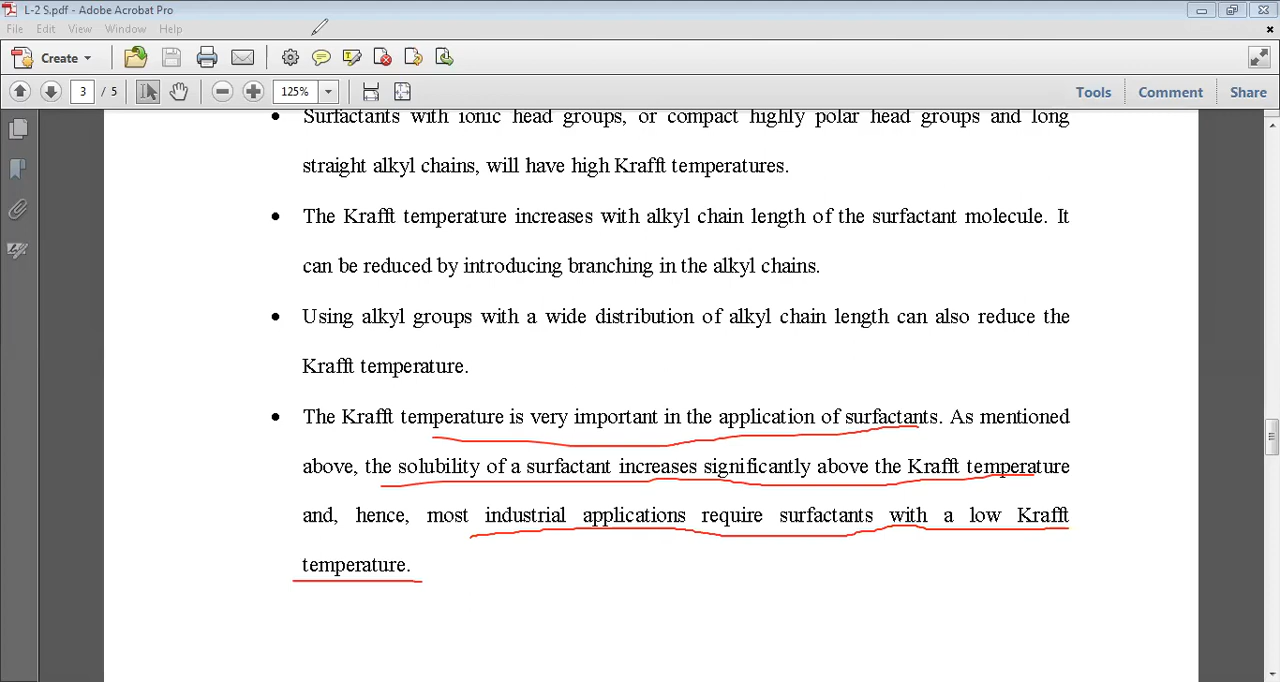 L-2 S.pdf - Adobe Acrobat Pro
File Edit View Window Help
Create
3 / 5 125% Tools Comment Share
• Surfactants with ionic head groups, or compact highly polar head groups and long
straight alkyl chains, will have high Krafft temperatures.
• The Krafft temperature increases with alkyl chain length of the surfactant molecule. It
can be reduced by introducing branching in the alkyl chains.
• Using alkyl groups with a wide distribution of alkyl chain length can also reduce the
Krafft temperature.
• The Krafft temperature is very important in the application of surfactants. As mentioned
above, the solubility of a surfactant increases significantly above the Krafft temperature
and, hence, most industrial applications require surfactants with a low Krafft
temperature.